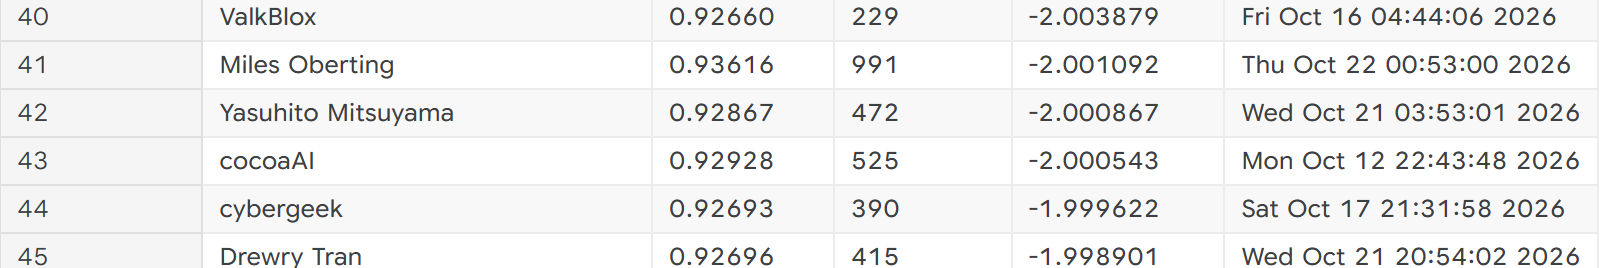 40 ValkBlox 0.92660 229 -2.003879 Fri Oct 16 04:44:06 2026
41 Miles Oberting 0.93616 991 -2.001092 Thu Oct 22 00:53:00 2026
42 Yasuhito Mitsuyama 0.92867 472 -2.000867 Wed Oct 21 03:53:01 2026
43 cocoaAI 0.92928 525 -2.000543 Mon Oct 12 22:43:48 2026
44 cybergeek 0.92693 390 -1.999622 Sat Oct 17 21:31:58 2026
45 Drewry Tran 0.92696 415 -1.998901 Wed Oct 21 20:54:02 2026